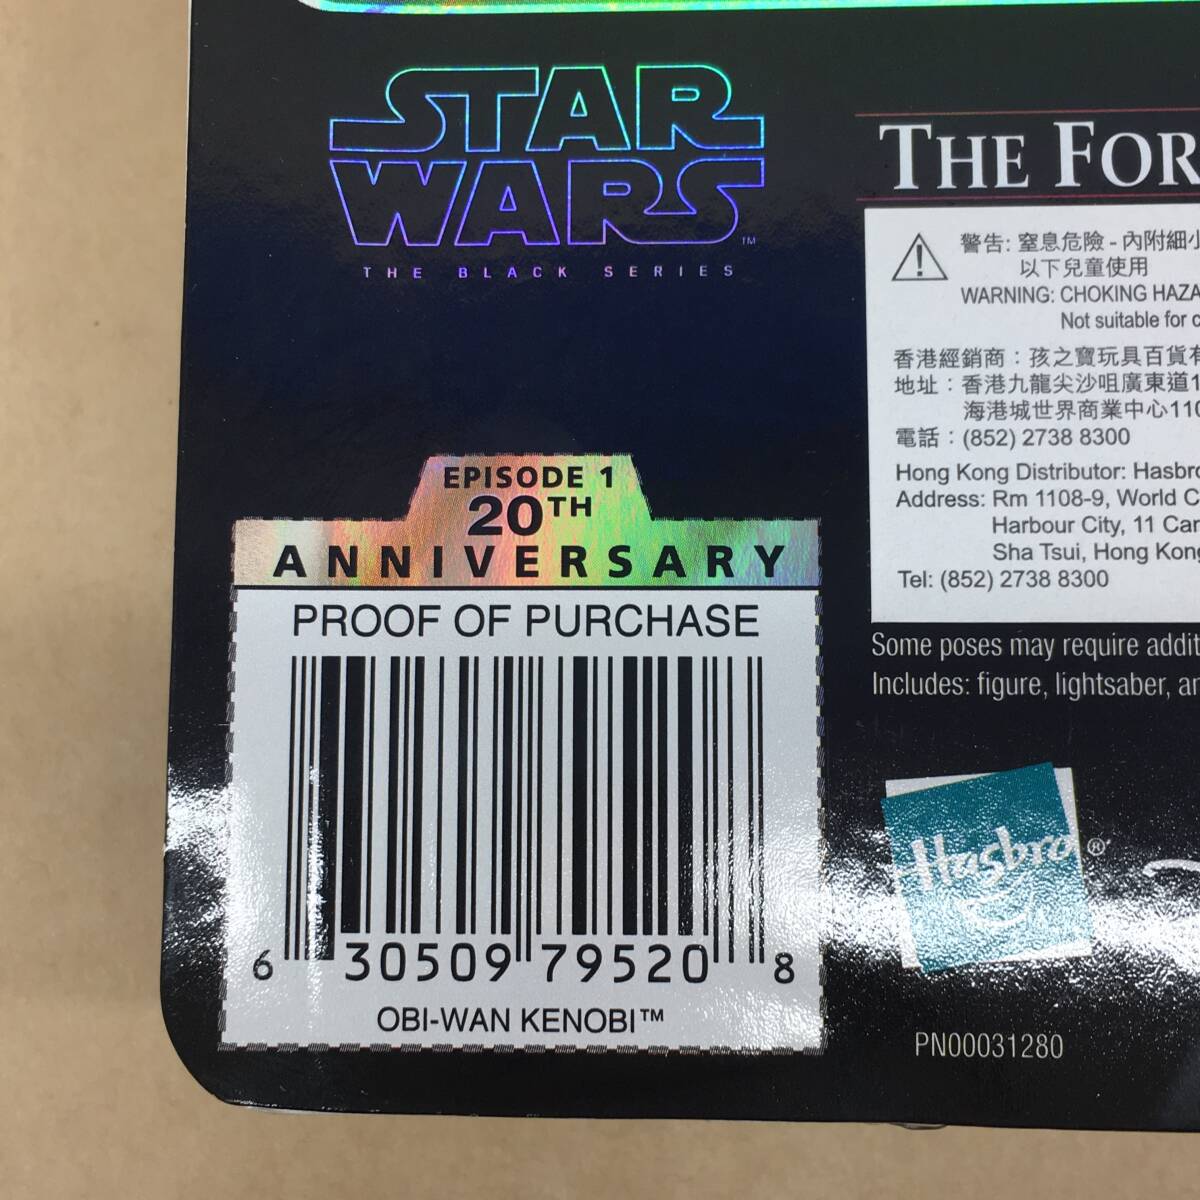 STAR
WARS™
THE BLACK SERIES
EPISODE 1
20TH
ANNIVERSARY
PROOF OF PURCHASE
6 30509 79520 8
OBI-WAN KENOBI™
THE FOR
警告: 窒息危險 - 內附細小
以下兒童使用
WARNING: CHOKING HAZA
Not suitable for c
香港經銷商：孩之寶玩具百貨有
地址：香港九龍尖沙咀廣東道1
海港城世界商業中心110
電話：(852) 2738 8300
Hong Kong Distributor: Hasbro
Address: Rm 1108-9, World C
Harbour City, 11 Can
Sha Tsui, Hong Kong
Tel: (852) 2738 8300
Some poses may require addit
Includes: figure, lightsaber, an
Hasbro®
PN00031280